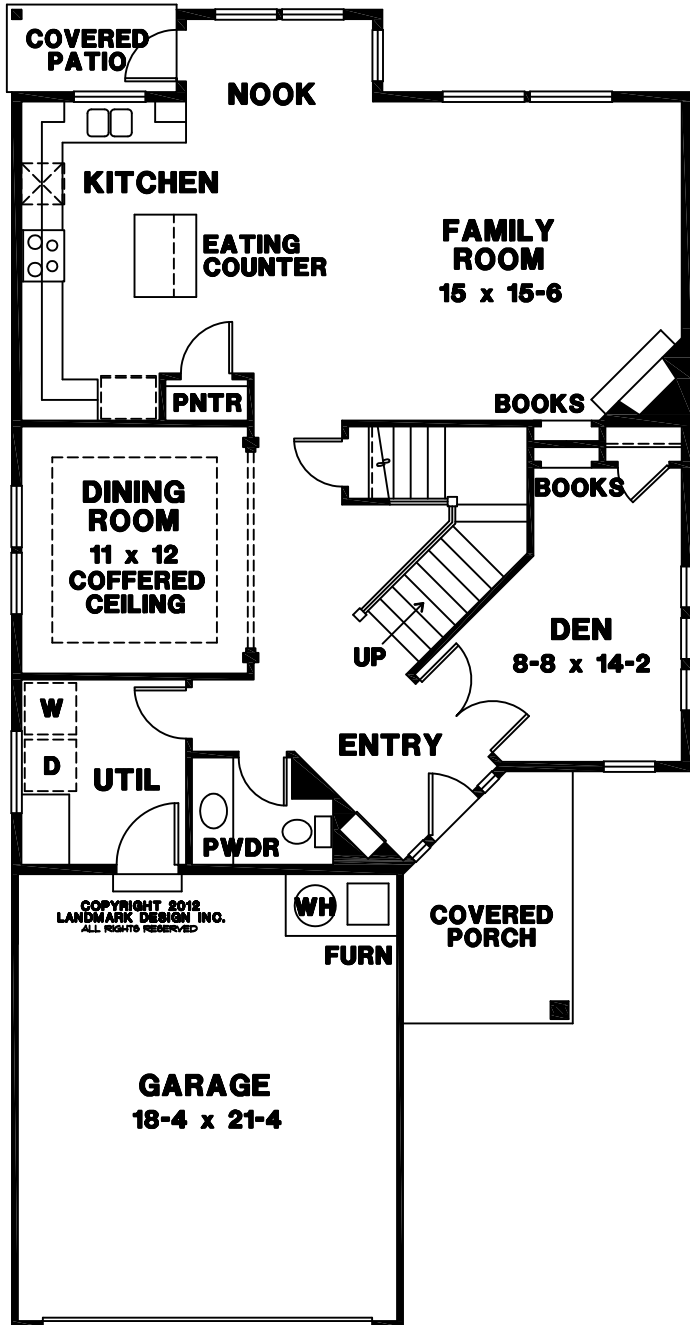 COVERED
PATIO
NOOK
KITCHEN
EATING
COUNTER
FAMILY
ROOM
15 x 15-6
PNTR
BOOKS
BOOKS
DINING
ROOM
11 x 12
COFFERED
CEILING
UP
DEN
8-8 x 14-2
W
D
UTIL
ENTRY
PWDR
COPYRIGHT 2012
LANDMARK DESIGN INC.
ALL RIGHTS RESERVED
WH
FURN
COVERED
PORCH
GARAGE
18-4 x 21-4